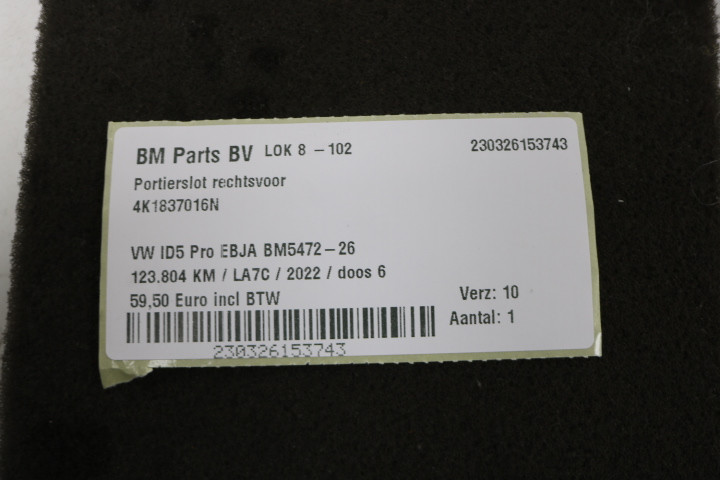 BM Parts BV LOK 8 - 102 230326153743
Portierslot rechtsvoor
4K1837016N
VW ID5 Pro EBJA BM5472-26
123.804 KM / LA7C / 2022 / doos 6
59,50 Euro incl BTW
Verz: 10
Aantal: 1
230326153743